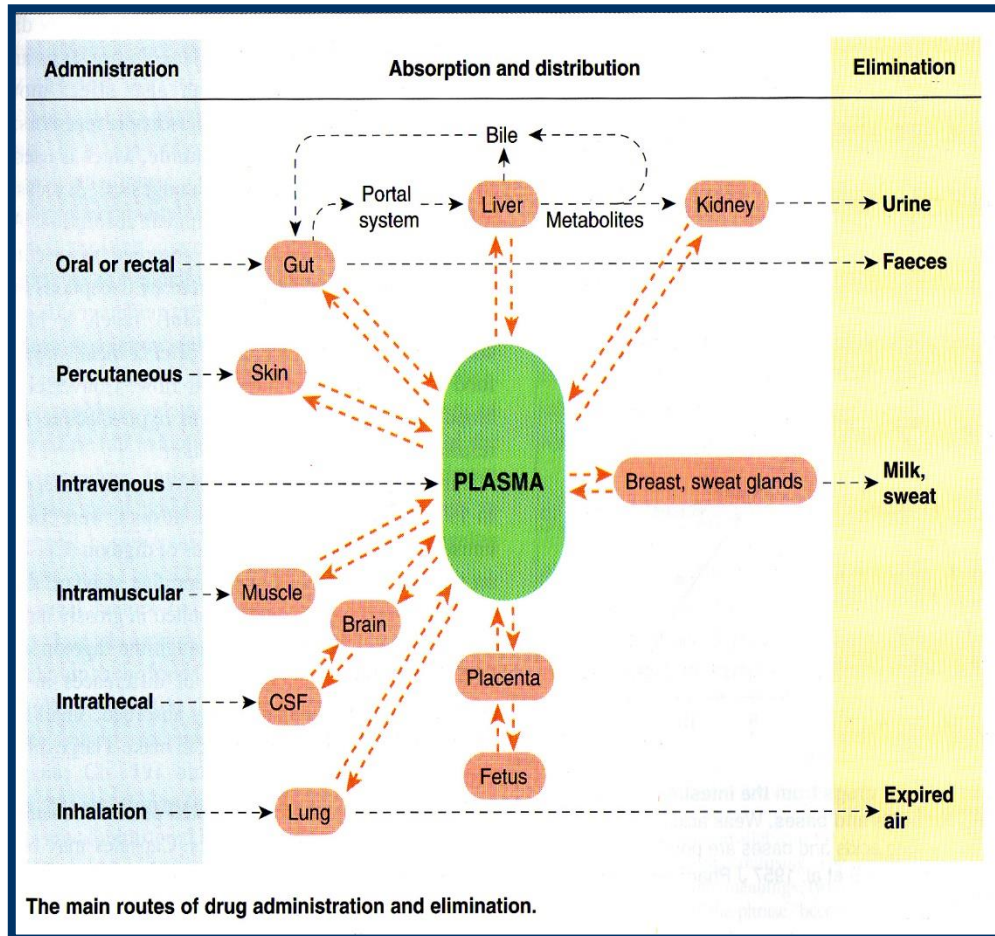 Administration
Absorption and distribution
Elimination
Bile
Portal
system
Liver
Metabolites
Kidney
Urine
Oral or rectal
Gut
Faeces
Percutaneous
Skin
Intravenous
PLASMA
Breast, sweat glands
Milk,
sweat
Intramuscular
Muscle
Brain
Placenta
Intrathecal
CSF
Fetus
Inhalation
Lung
Expired
air
The main routes of drug administration and elimination.